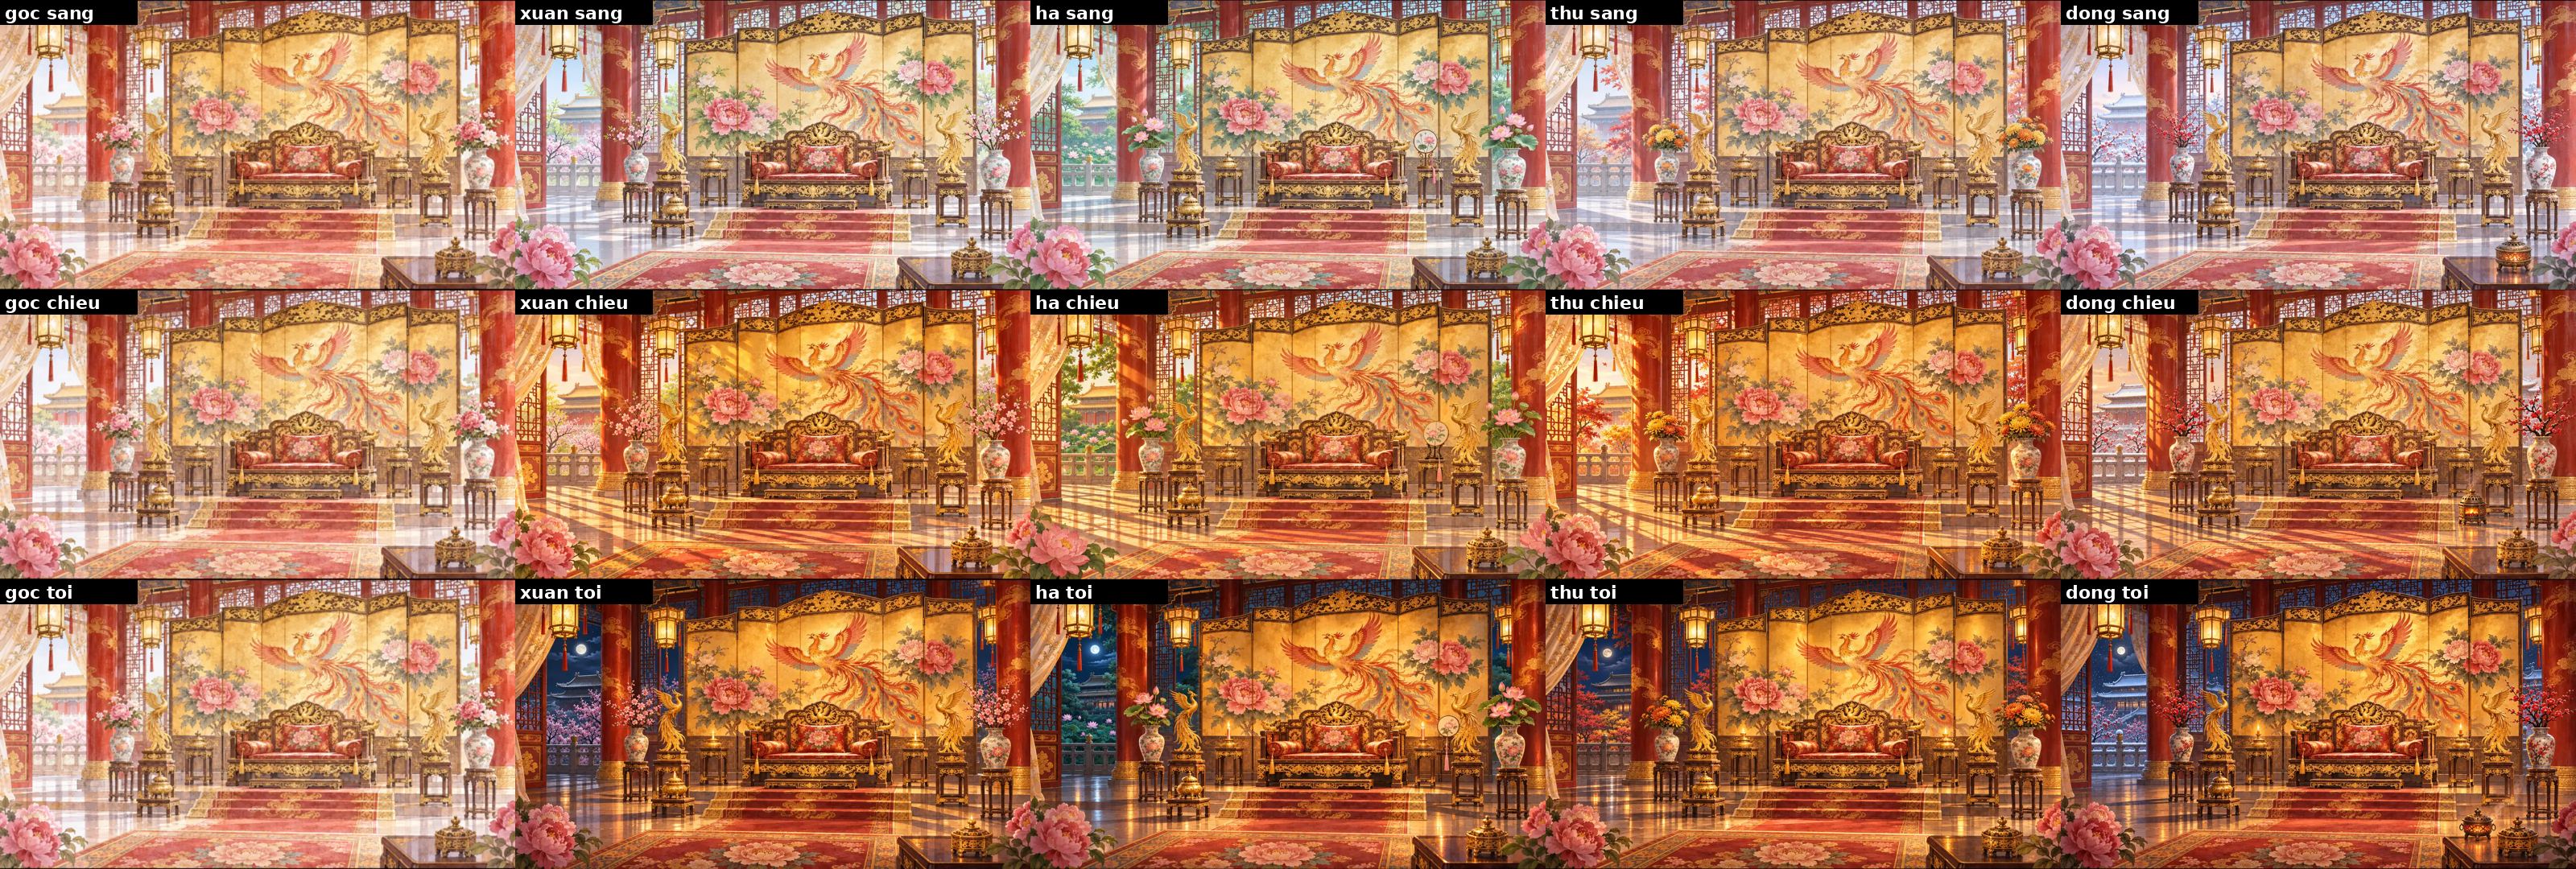 goc sang
xuan sang
ha sang
thu sang
dong sang
goc chieu
xuan chieu
ha chieu
thu chieu
dong chieu
goc toi
xuan toi
ha toi
thu toi
dong toi